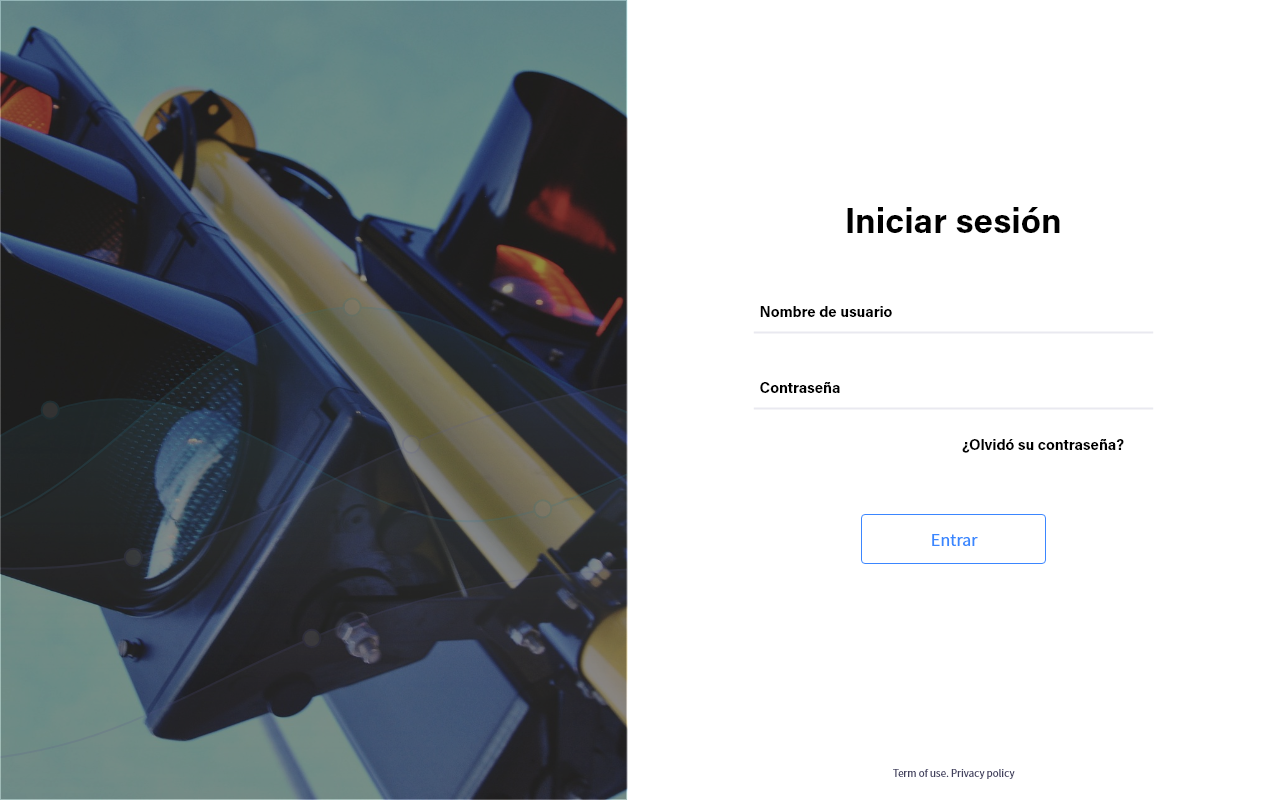 Iniciar sesión
Nombre de usuario
Contraseña
¿Olvidó su contraseña?
Entrar
Term of use. Privacy policy